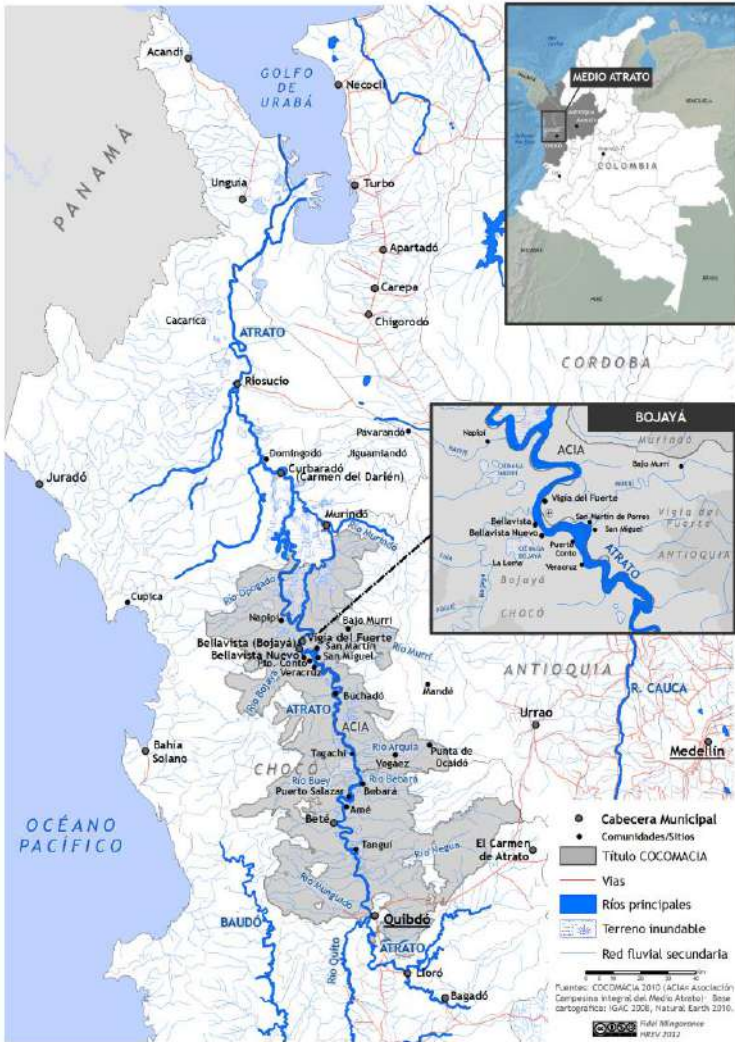 Acandí
GOLFO
DE
URABÁ
Necoclí
PANAMÁ
Unguía
Turbo
Apartadó
Carepa
Chigorodó
Cacarica
ATRATO
CORDOBA
Riosucio
Pavarandó
Domingodó
Jiguamiandó
Curbaradó
(Carmen del Darién)
Juradó
Murindó
Río Murindó
Cupica
Río Opogadó
Napipí
Bajo Murrí
Bellavista (Bojayá)
Vigía del Fuerte
Bellavista Nuevo
San Martín
San Miguel
Pto. Conto
Veracruz
Río Bojaya
Río Murrí
ANTIOQUIA
Mandé
Buchadó
ATRATO
ACIA
R. CAUCA
Urrao
Medellín
Bahía
Solano
CHOCÓ
Tagachí
Río Arquía
Vegaez
Punta de
Ocaidó
Río Buey
Río Bebará
Puerto Salazar
Bebará
Amé
Beté
OCÉANO
PACÍFICO
Tanguí
Río Negua
El Carmen
de Atrato
Río Munguidó
Quibdó
BAUDÓ
ATRATO
Río Quito
Lloró
Bagadó
MEDIO ATRATO
VENEZUELA
COLOMBIA
BOJAYÁ
Napipí
ACIA
Murindó
Bajo Murrí
Vigía del Fuerte
Vigía del
Fuerte
San Martín de Porres
San Miguel
Bellavista
Bellavista Nuevo
Puerto
Conto
CIÉNAGA
BOJAYÁ
ATRATO
ANTIOQUIA
La Loma
Veracruz
Bojaya
Bojayá
CHOCÓ
Cabecera Municipal
Comunidades/Sitios
Título COCOMACIA
Vías
Ríos principales
Terreno inundable
Red fluvial secundaria
Fuentes: COCOMACIA 2010 (ACIA= Asociación
Campesina Integral del Medio Atrato)- Base
cartográfica: IGAC 2008, Natural Earth 2010.
Fidel Mingorance
HREV 2012